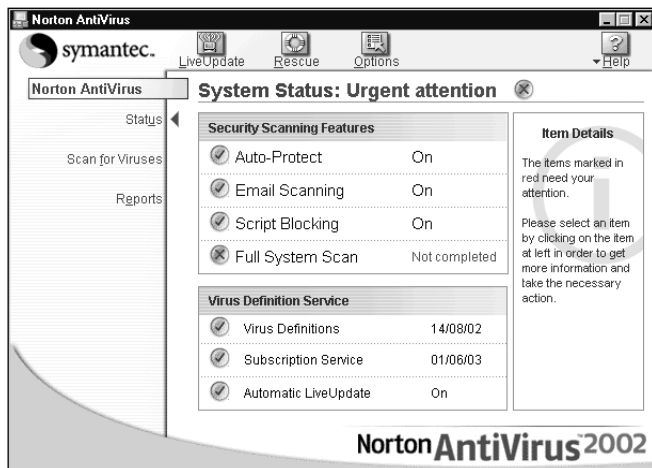 Norton AntiVirus
symantec.
LiveUpdate Rescue Options Help
Norton AntiVirus
Status
Scan for Viruses
Reports
System Status: Urgent attention
Security Scanning Features
Auto-Protect On
Email Scanning On
Script Blocking On
Full System Scan Not completed
Virus Definition Service
Virus Definitions 14/08/02
Subscription Service 01/06/03
Automatic LiveUpdate On
Item Details
The items marked in
red need your
attention.
Please select an item
by clicking on the item
at left in order to get
more information and
take the necessary
action.
Norton AntiVirus 2002